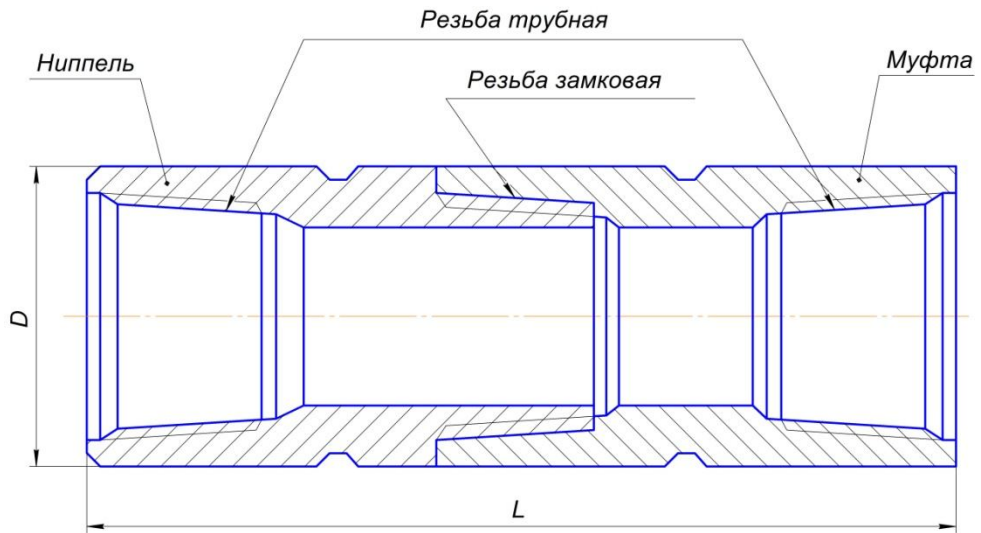 Резьба трубная
Ниппель
Муфта
Резьба замковая
D
L